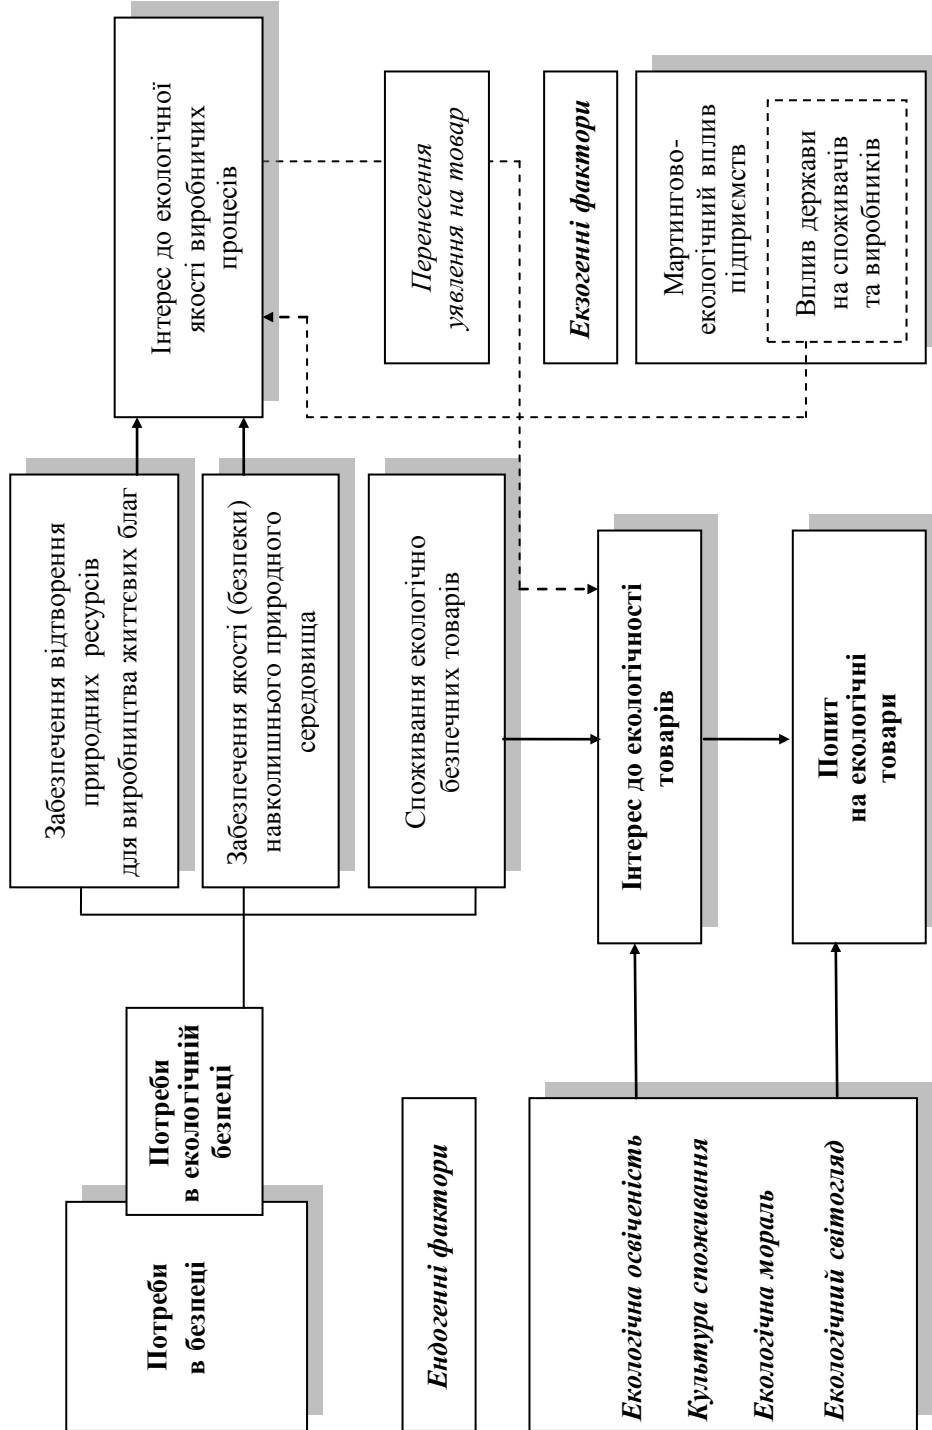 Потреби
в безпеці
Потреби
в екологічній
безпеці
Забезпечення відтворення
природних ресурсів
для виробництва життєвих благ
Забезпечення якості (безпеки)
навколишнього природного
середовища
Споживання екологічно
безпечних товарів
Інтерес до екологічної
якості виробничих
процесів
Перенесення
уявлення на товар
Ендогенні фактори
Екологічна освіченість
Культура споживання
Екологічна мораль
Екологічний світогляд
Інтерес до екологічності
товарів
Попит
на екологічні
товари
Екзогенні фактори
Мартингово-
екологічний вплив
підприємств
Вплив держави
на споживачів
та виробників